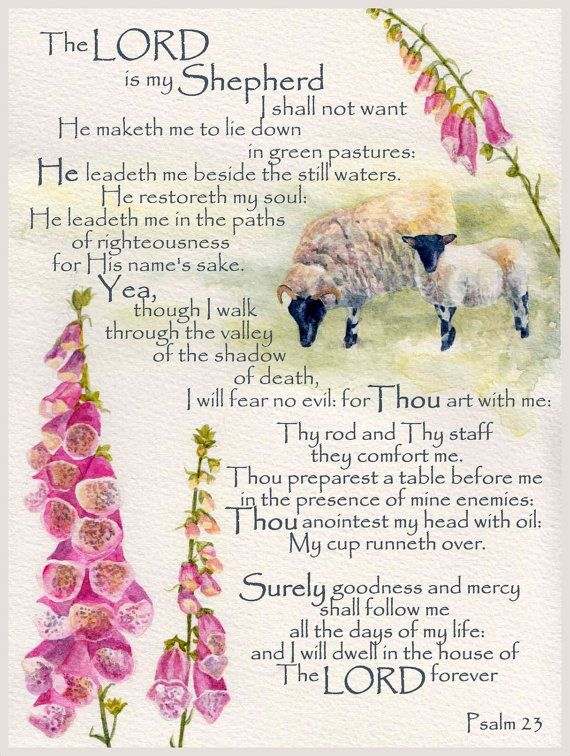 The LORD
is my Shepherd
I shall not want
He maketh me to lie down
in green pastures:
He leadeth me beside the still waters.
He restoreth my soul:
He leadeth me in the paths
of righteousness
for His name's sake.
Yea,
though I walk
through the valley
of the shadow
of death,
I will fear no evil: for Thou art with me:
Thy rod and Thy staff
they comfort me.
Thou preparest a table before me
in the presence of mine enemies:
Thou anointest my head with oil:
My cup runneth over.
Surely goodness and mercy
shall follow me
all the days of my life:
and I will dwell in the house of
The LORD forever
Psalm 23